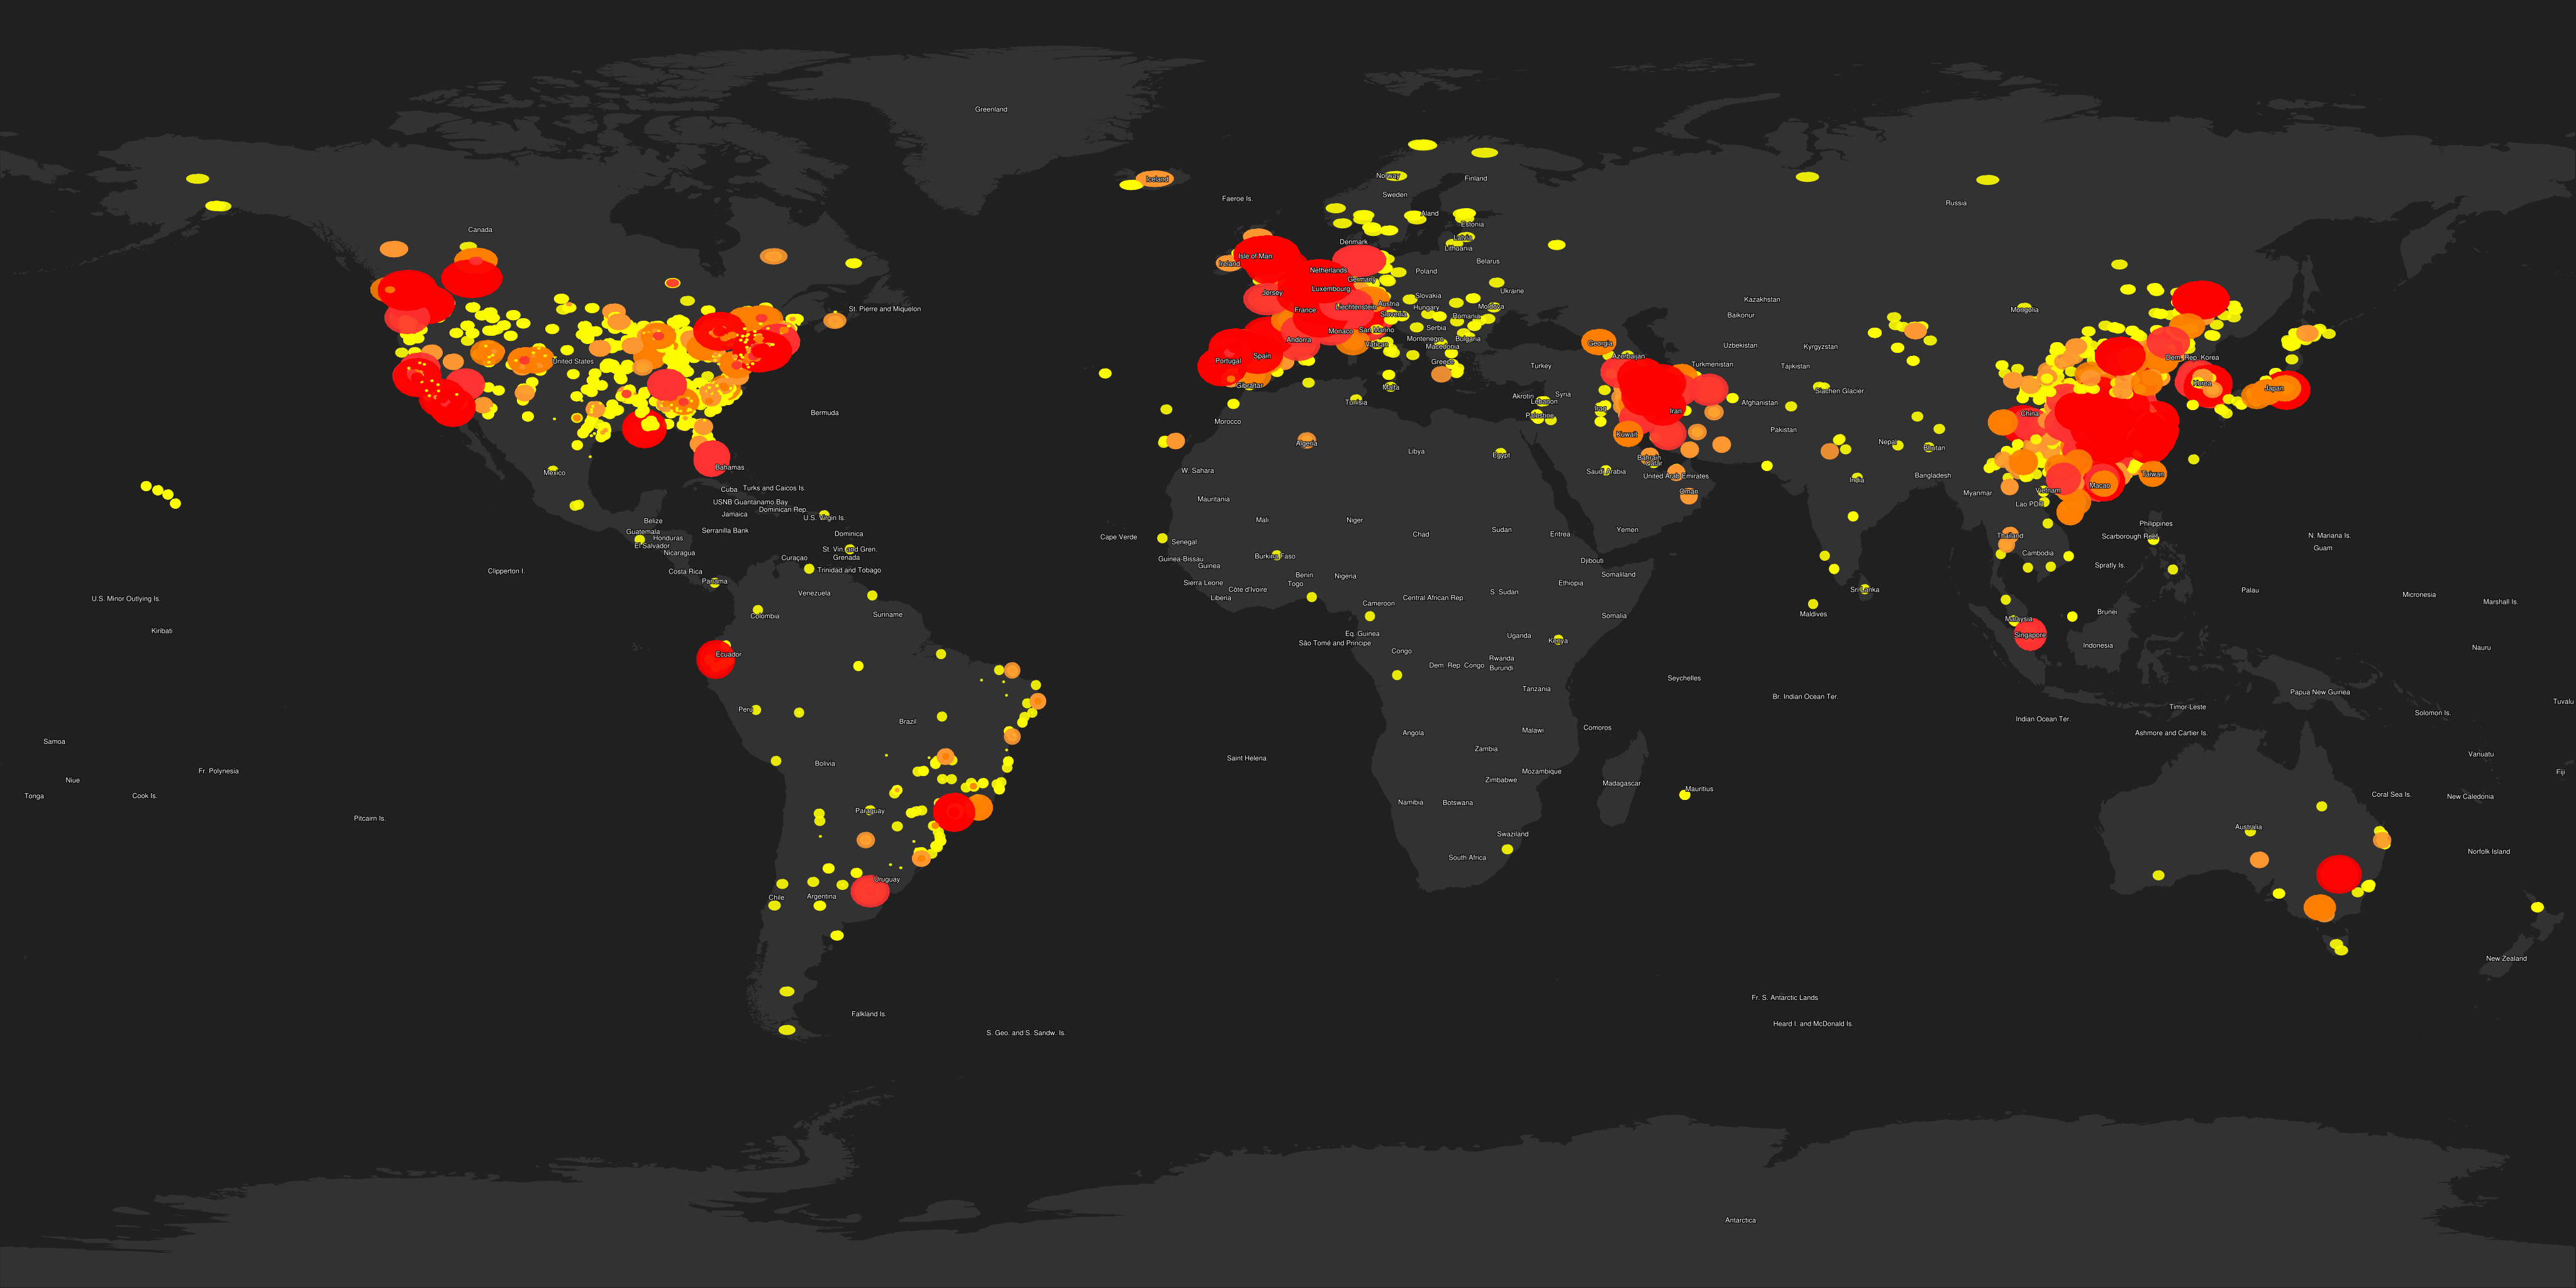 Greenland
Iceland
Norway
Finland
Sweden
Faeroe Is.
Russia
Aland
Estonia
Canada
Latvia
Denmark
Lithuania
Isle of Man
Ireland
Belarus
Netherlands
Poland
Germany
Luxembourg
Jersey
Ukraine
Slovakia
Kazakhstan
St. Pierre and Miquelon
Liechtenstein
Austria
Hungary
Moldova
Mongolia
France
Slovenia
Romania
Baikonur
Serbia
Monaco
San Marino
Andorra
Montenegro
Bulgaria
Georgia
Vatican
Macedonia
Uzbekistan
Kyrgyzstan
United States
Portugal
Spain
Greece
Azerbaijan
Turkey
Turkmenistan
Tajikistan
Dem. Rep. Korea
Gibraltar
Malta
Siachen Glacier
Korea
Japan
Akrotiri
Syria
Lebanon
Tunisia
Afghanistan
Iraq
Iran
Bermuda
Palestine
China
Morocco
Kuwait
Pakistan
Algeria
Nepal
Bhutan
Libya
Egypt
Bahrain
Qatar
Bahamas
Mexico
W. Sahara
Saudi Arabia
United Arab Emirates
India
Bangladesh
Taiwan
Cuba
Turks and Caicos Is.
Macao
Oman
Myanmar
Vietnam
USNB Guantanamo Bay
Mauritania
Lao PDR
Dominican Rep.
Jamaica
U.S. Virgin Is.
Belize
Mali
Niger
Philippines
Serranilla Bank
Guatemala
Honduras
Dominica
Cape Verde
Senegal
Chad
Sudan
Eritrea
Yemen
Thailand
Scarborough Reef
N. Mariana Is.
El Salvador
Guam
Nicaragua
St. Vin. and Gren.
Grenada
Curaçao
Guinea-Bissau
Burkina Faso
Djibouti
Cambodia
Guinea
Clipperton I.
Costa Rica
Trinidad and Tobago
Spratly Is.
Panama
Benin
Nigeria
Somaliland
Sierra Leone
Togo
Ethiopia
Côte d'Ivoire
Venezuela
S. Sudan
Sri Lanka
Palau
Micronesia
U.S. Minor Outlying Is.
Liberia
Central African Rep.
Cameroon
Marshall Is.
Colombia
Suriname
Maldives
Brunei
Somalia
Malaysia
Kiribati
Eq. Guinea
Uganda
Singapore
Kenya
São Tomé and Principe
Indonesia
Congo
Nauru
Ecuador
Rwanda
Dem. Rep. Congo
Burundi
Seychelles
Tanzania
Papua New Guinea
Br. Indian Ocean Ter.
Tuvalu
Peru
Timor-Leste
Solomon Is.
Brazil
Indian Ocean Ter.
Comoros
Angola
Malawi
Ashmore and Cartier Is.
Samoa
Zambia
Vanuatu
Saint Helena
Bolivia
Fr. Polynesia
Mozambique
Fiji
Niue
Zimbabwe
Madagascar
Mauritius
Tonga
Cook Is.
Coral Sea Is.
New Caledonia
Namibia
Botswana
Paraguay
Pitcairn Is.
Australia
Swaziland
Norfolk Island
South Africa
Uruguay
Chile
Argentina
New Zealand
Fr. S. Antarctic Lands
Falkland Is.
Heard I. and McDonald Is.
S. Geo. and S. Sandw. Is.
Antarctica